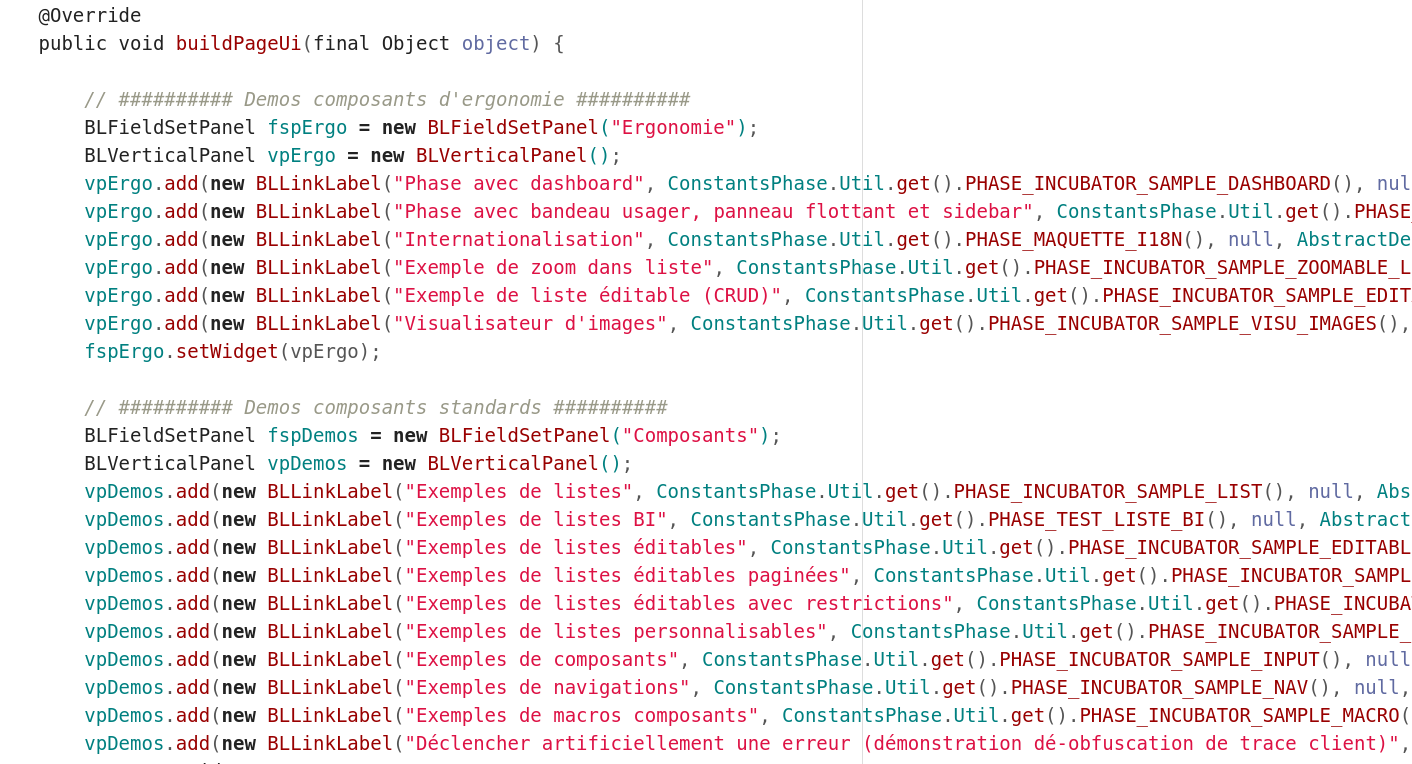 @Override
public void buildPageUi(final Object object) {
// ########## Demos composants d'ergonomie ##########
BLFieldSetPanel fspErgo = new BLFieldSetPanel("Ergonomie");
BLVerticalPanel vpErgo = new BLVerticalPanel();
vpErgo.add(new BLLinkLabel("Phase avec dashboard", ConstantsPhase.Util.get().PHASE_INCUBATOR_SAMPLE_DASHBOARD(), nul
vpErgo.add(new BLLinkLabel("Phase avec bandeau usager, panneau flottant et sidebar", ConstantsPhase.Util.get().PHASE_
vpErgo.add(new BLLinkLabel("Internationalisation", ConstantsPhase.Util.get().PHASE_MAQUETTE_I18N(), null, AbstractDe
vpErgo.add(new BLLinkLabel("Exemple de zoom dans liste", ConstantsPhase.Util.get().PHASE_INCUBATOR_SAMPLE_ZOOMABLE_L
vpErgo.add(new BLLinkLabel("Exemple de liste éditable (CRUD)", ConstantsPhase.Util.get().PHASE_INCUBATOR_SAMPLE_EDIT
vpErgo.add(new BLLinkLabel("Visualisateur d'images", ConstantsPhase.Util.get().PHASE_INCUBATOR_SAMPLE_VISU_IMAGES(),
fspErgo.setWidget(vpErgo);
// ########## Demos composants standards ##########
BLFieldSetPanel fspDemos = new BLFieldSetPanel("Composants");
BLVerticalPanel vpDemos = new BLVerticalPanel();
vpDemos.add(new BLLinkLabel("Exemples de listes", ConstantsPhase.Util.get().PHASE_INCUBATOR_SAMPLE_LIST(), null, Abs
vpDemos.add(new BLLinkLabel("Exemples de listes BI", ConstantsPhase.Util.get().PHASE_TEST_LISTE_BI(), null, Abstract
vpDemos.add(new BLLinkLabel("Exemples de listes éditables", ConstantsPhase.Util.get().PHASE_INCUBATOR_SAMPLE_EDITABL
vpDemos.add(new BLLinkLabel("Exemples de listes éditables paginées", ConstantsPhase.Util.get().PHASE_INCUBATOR_SAMPL
vpDemos.add(new BLLinkLabel("Exemples de listes éditables avec restrictions", ConstantsPhase.Util.get().PHASE_INCUBAT
vpDemos.add(new BLLinkLabel("Exemples de listes personnalisables", ConstantsPhase.Util.get().PHASE_INCUBATOR_SAMPLE_
vpDemos.add(new BLLinkLabel("Exemples de composants", ConstantsPhase.Util.get().PHASE_INCUBATOR_SAMPLE_INPUT(), null
vpDemos.add(new BLLinkLabel("Exemples de navigations", ConstantsPhase.Util.get().PHASE_INCUBATOR_SAMPLE_NAV(), null,
vpDemos.add(new BLLinkLabel("Exemples de macros composants", ConstantsPhase.Util.get().PHASE_INCUBATOR_SAMPLE_MACRO(
vpDemos.add(new BLLinkLabel("Déclencher artificiellement une erreur (démonstration dé-obfuscation de trace client)",